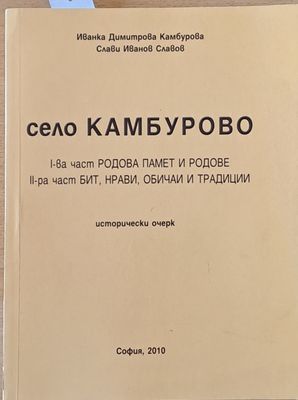 Иванка Димитрова Камбурова
Слави Иванов Славов
село КАМБУРОВО
I-ва част РОДОВА ПАМЕТ И РОДОВЕ
II-ра част БИТ, НРАВИ, ОБИЧАИ И ТРАДИЦИИ
исторически очерк
София, 2010